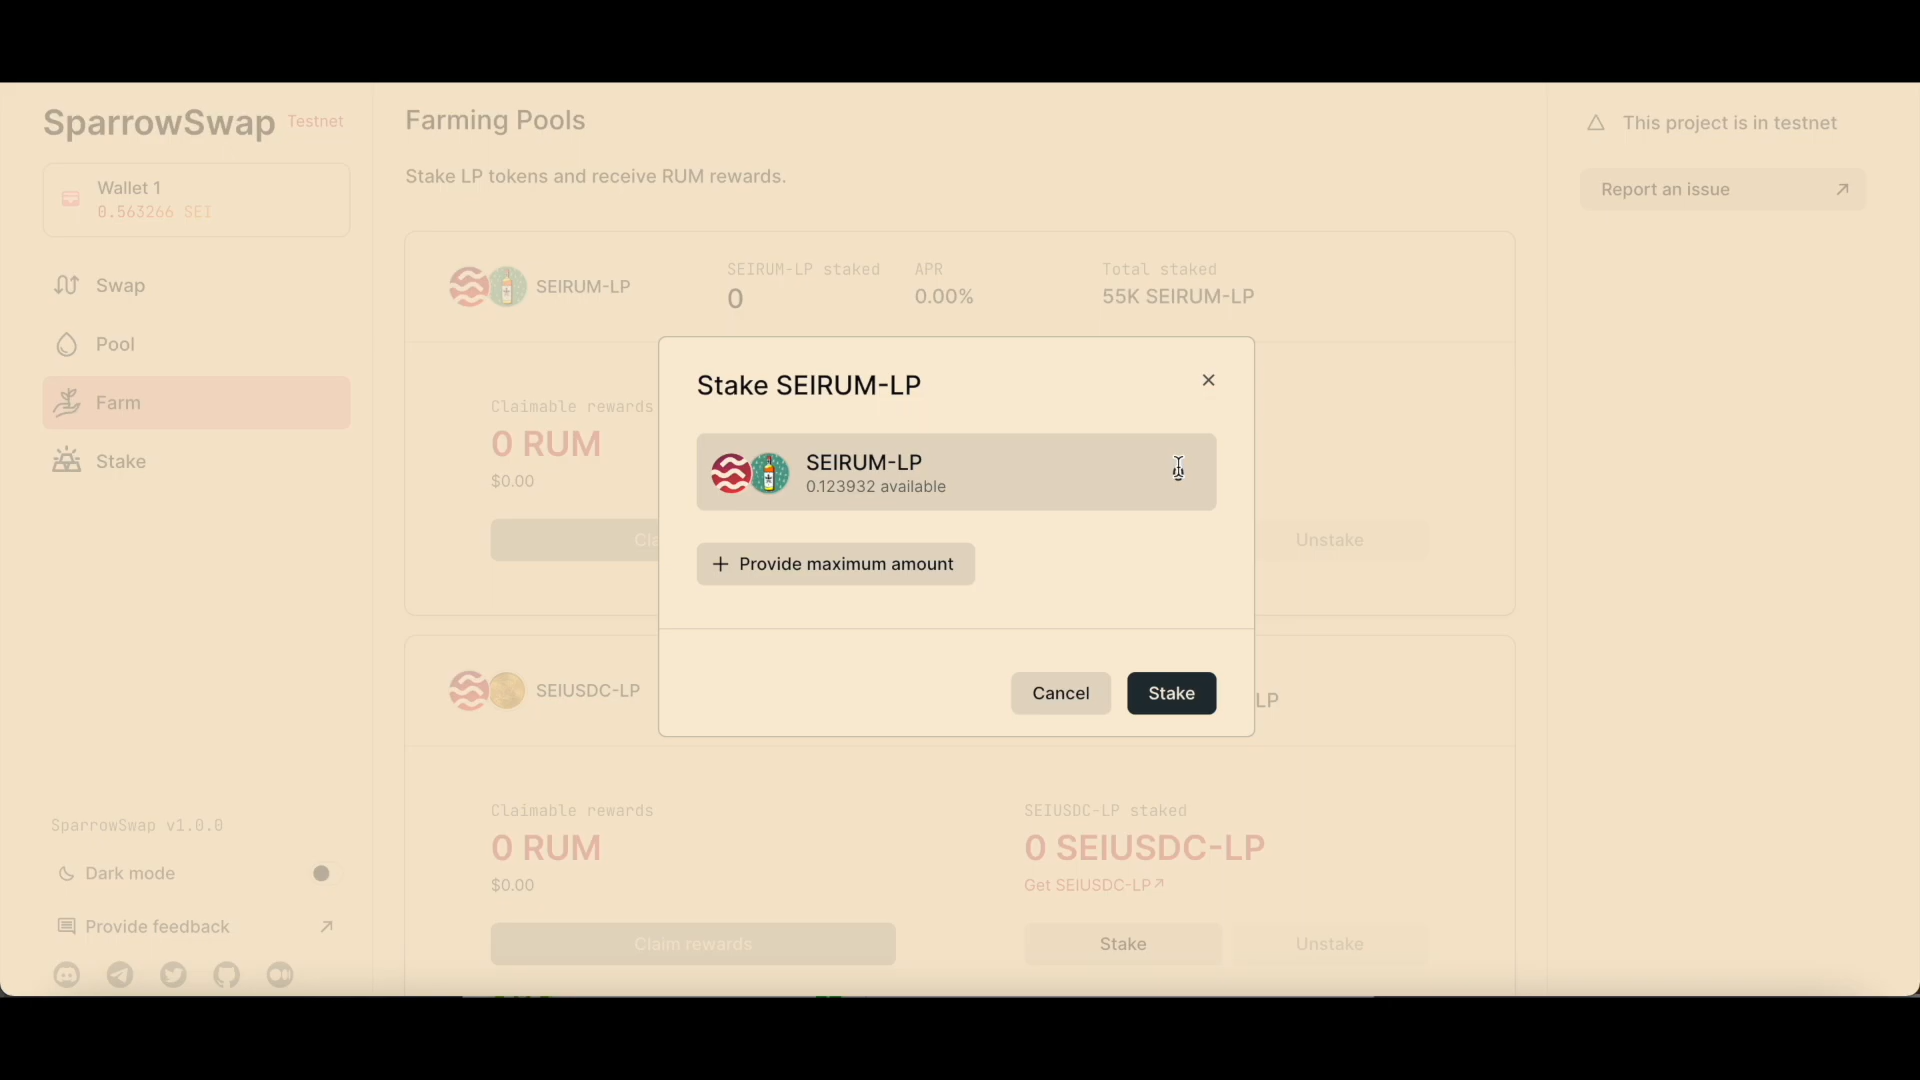 SparrowSwap Testnet
Wallet 1
0.563266 SEI
Swap
Pool
Farm
Stake
SparrowSwap v1.0.0
Dark mode
Provide feedback
Farming Pools
Stake LP tokens and receive RUM rewards.
SEIRUM-LP
SEIRUM-LP staked
0
APR
0.00%
Total staked
55K SEIRUM-LP
Claimable rewards
0 RUM
$0.00
Unstake
Stake SEIRUM-LP
SEIRUM-LP
0.123932 available
Provide maximum amount
Cancel
Stake
SEIUSDC-LP
LP
Claimable rewards
0 RUM
$0.00
Claim rewards
SEIUSDC-LP staked
0 SEIUSDC-LP
Get SEIUSDC-LP
Stake
Unstake
This project is in testnet
Report an issue